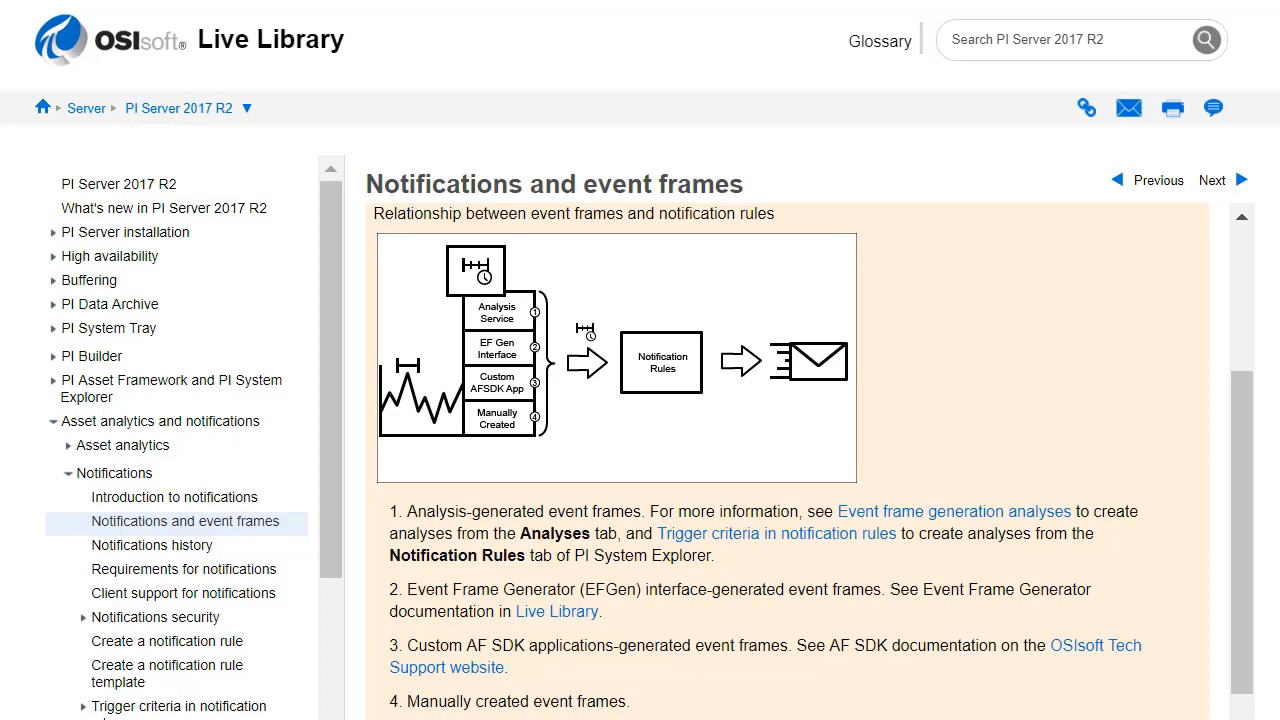 OSIsoft® Live Library
Glossary
Search PI Server 2017 R2
Server
PI Server 2017 R2
PI Server 2017 R2
What's new in PI Server 2017 R2
PI Server installation
High availability
Buffering
PI Data Archive
PI System Tray
PI Builder
PI Asset Framework and PI System
Explorer
Asset analytics and notifications
Asset analytics
Notifications
Introduction to notifications
Notifications and event frames
Notifications history
Requirements for notifications
Client support for notifications
Notifications security
Create a notification rule
Create a notification rule
template
Trigger criteria in notification
Notifications and event frames
Previous
Next
Relationship between event frames and notification rules
Analysis
Service
1
EF Gen
Interface
2
Custom
AFSDK App
3
Manually
Created
4
Notification
Rules
1. Analysis-generated event frames. For more information, see Event frame generation analyses to create
analyses from the Analyses tab, and Trigger criteria in notification rules to create analyses from the
Notification Rules tab of PI System Explorer.
2. Event Frame Generator (EFGen) interface-generated event frames. See Event Frame Generator
documentation in Live Library.
3. Custom AF SDK applications-generated event frames. See AF SDK documentation on the OSIsoft Tech
Support website.
4. Manually created event frames.